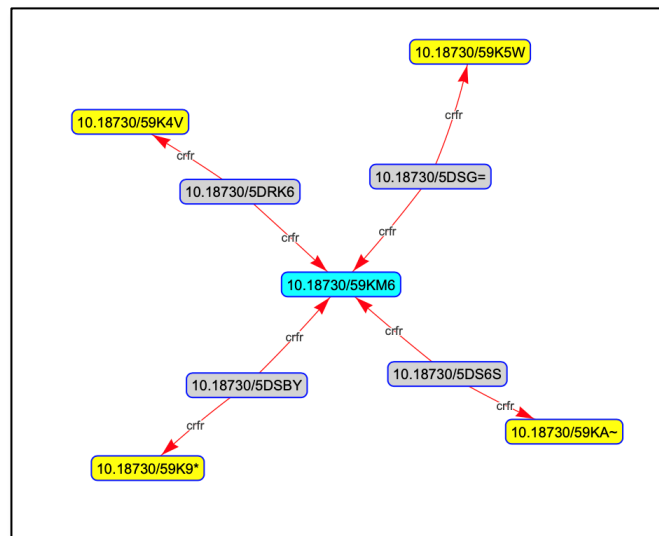 10.18730/59K5W
10.18730/59K4V
crfr
crfr
10.18730/5DSG=
10.18730/5DRK6
crfr
crfr
10.18730/59KM6
crfr
crfr
10.18730/5DS6S
10.18730/5DSBY
crfr
10.18730/59KA~
crfr
10.18730/59K9*